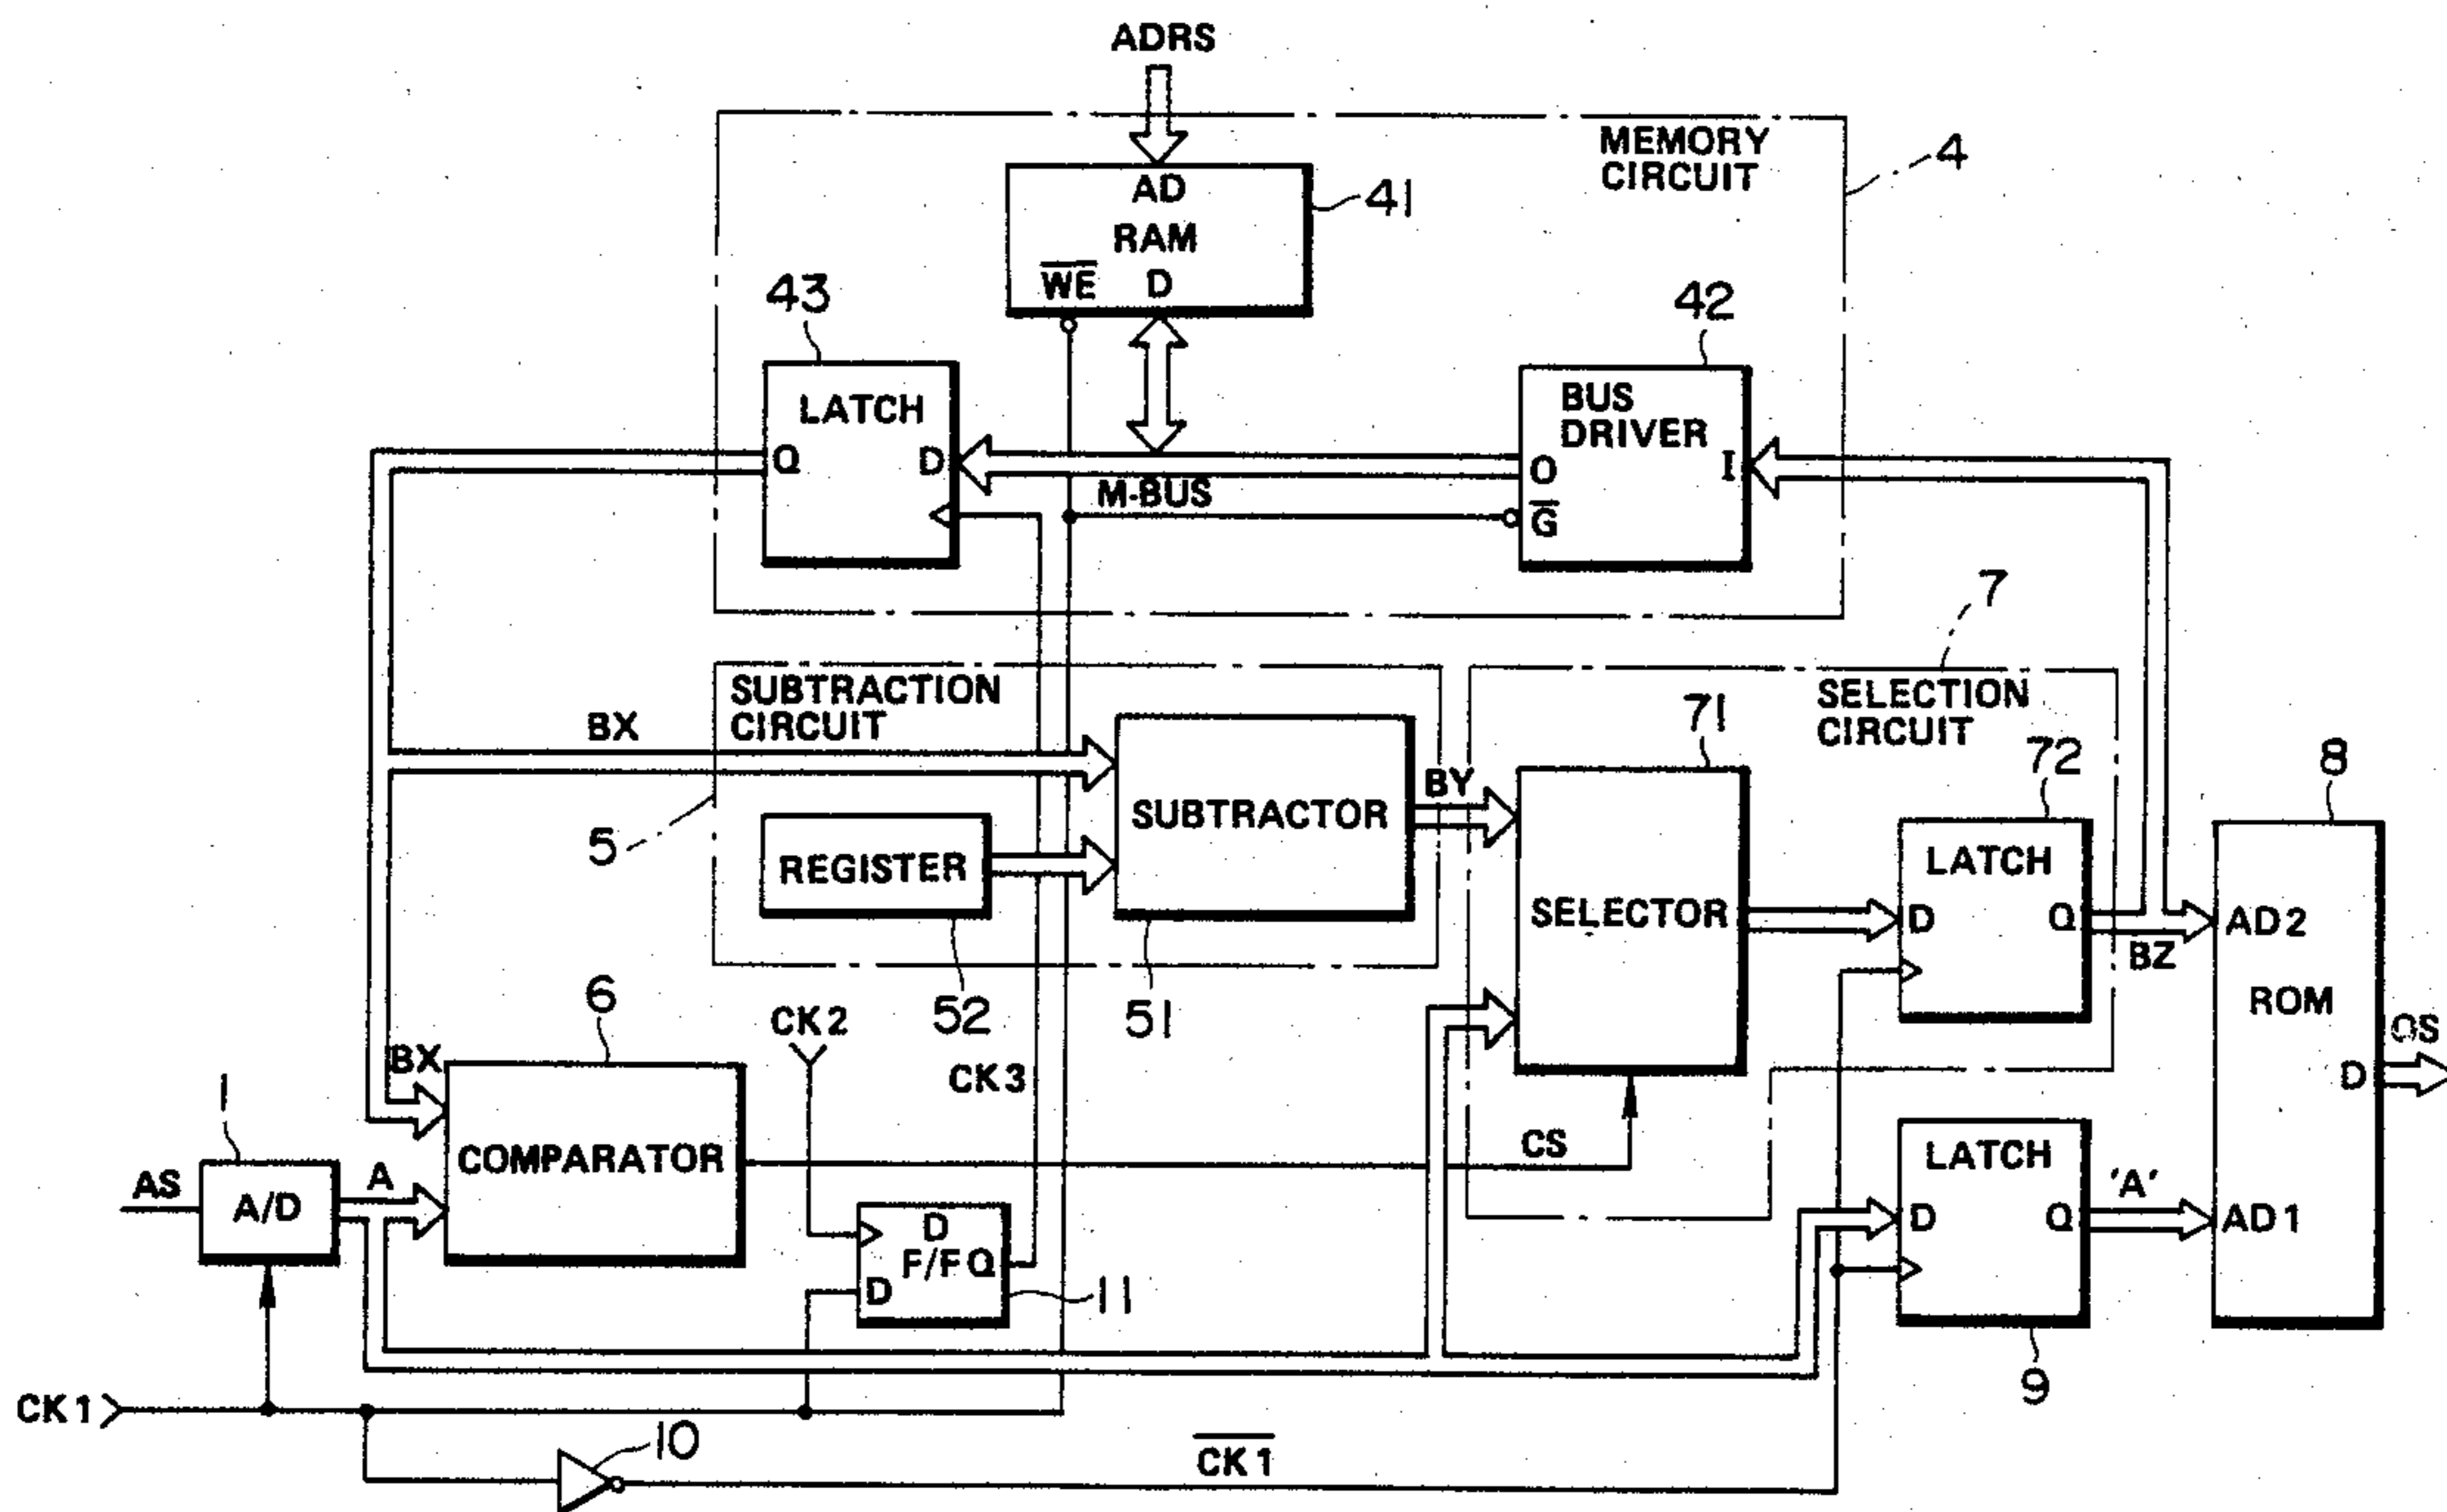 ADRS
MEMORY
CIRCUIT
4
AD
RAM
WE D
41
43
42
LATCH
Q D
BUS
DRIVER
O I
G
M-BUS
7
SUBTRACTION
CIRCUIT
SELECTION
CIRCUIT
71
72
8
BX
BY
SUBTRACTOR
5
REGISTER
52
51
SELECTOR
LATCH
D Q
BZ
AD2
ROM
OS
D
6
CK2
CK3
BX
1
COMPARATOR
CS
AS
A/D
A
D
F/F Q
D
11
LATCH
D Q
'A'
AD1
9
CK1
10
CK1